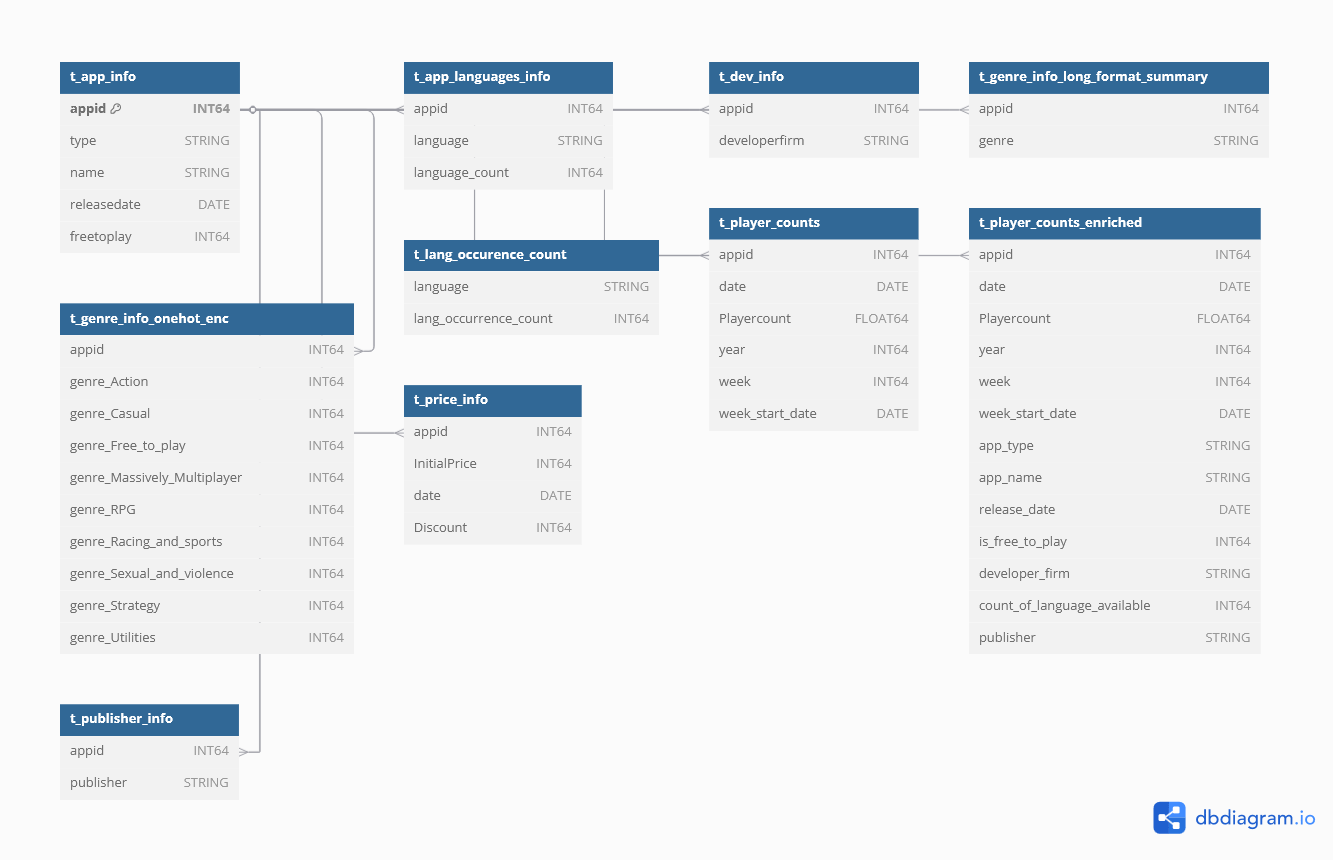 t_app_info
appid INT64
type STRING
name STRING
releasedate DATE
freetoplay INT64
t_app_languages_info
appid INT64
language STRING
language_count INT64
t_dev_info
appid INT64
developerfirm STRING
t_genre_info_long_format_summary
appid INT64
genre STRING
t_lang_occurence_count
language STRING
lang_occurrence_count INT64
t_player_counts
appid INT64
date DATE
Playercount FLOAT64
year INT64
week INT64
week_start_date DATE
t_player_counts_enriched
appid INT64
date DATE
Playercount FLOAT64
year INT64
week INT64
week_start_date DATE
app_type STRING
app_name STRING
release_date DATE
is_free_to_play INT64
developer_firm STRING
count_of_language_available INT64
publisher STRING
t_genre_info_onehot_enc
appid INT64
genre_Action INT64
genre_Casual INT64
genre_Free_to_play INT64
genre_Massively_Multiplayer INT64
genre_RPG INT64
genre_Racing_and_sports INT64
genre_Sexual_and_violence INT64
genre_Strategy INT64
genre_Utilities INT64
t_price_info
appid INT64
InitialPrice INT64
date DATE
Discount INT64
t_publisher_info
appid INT64
publisher STRING
dbdiagram.io